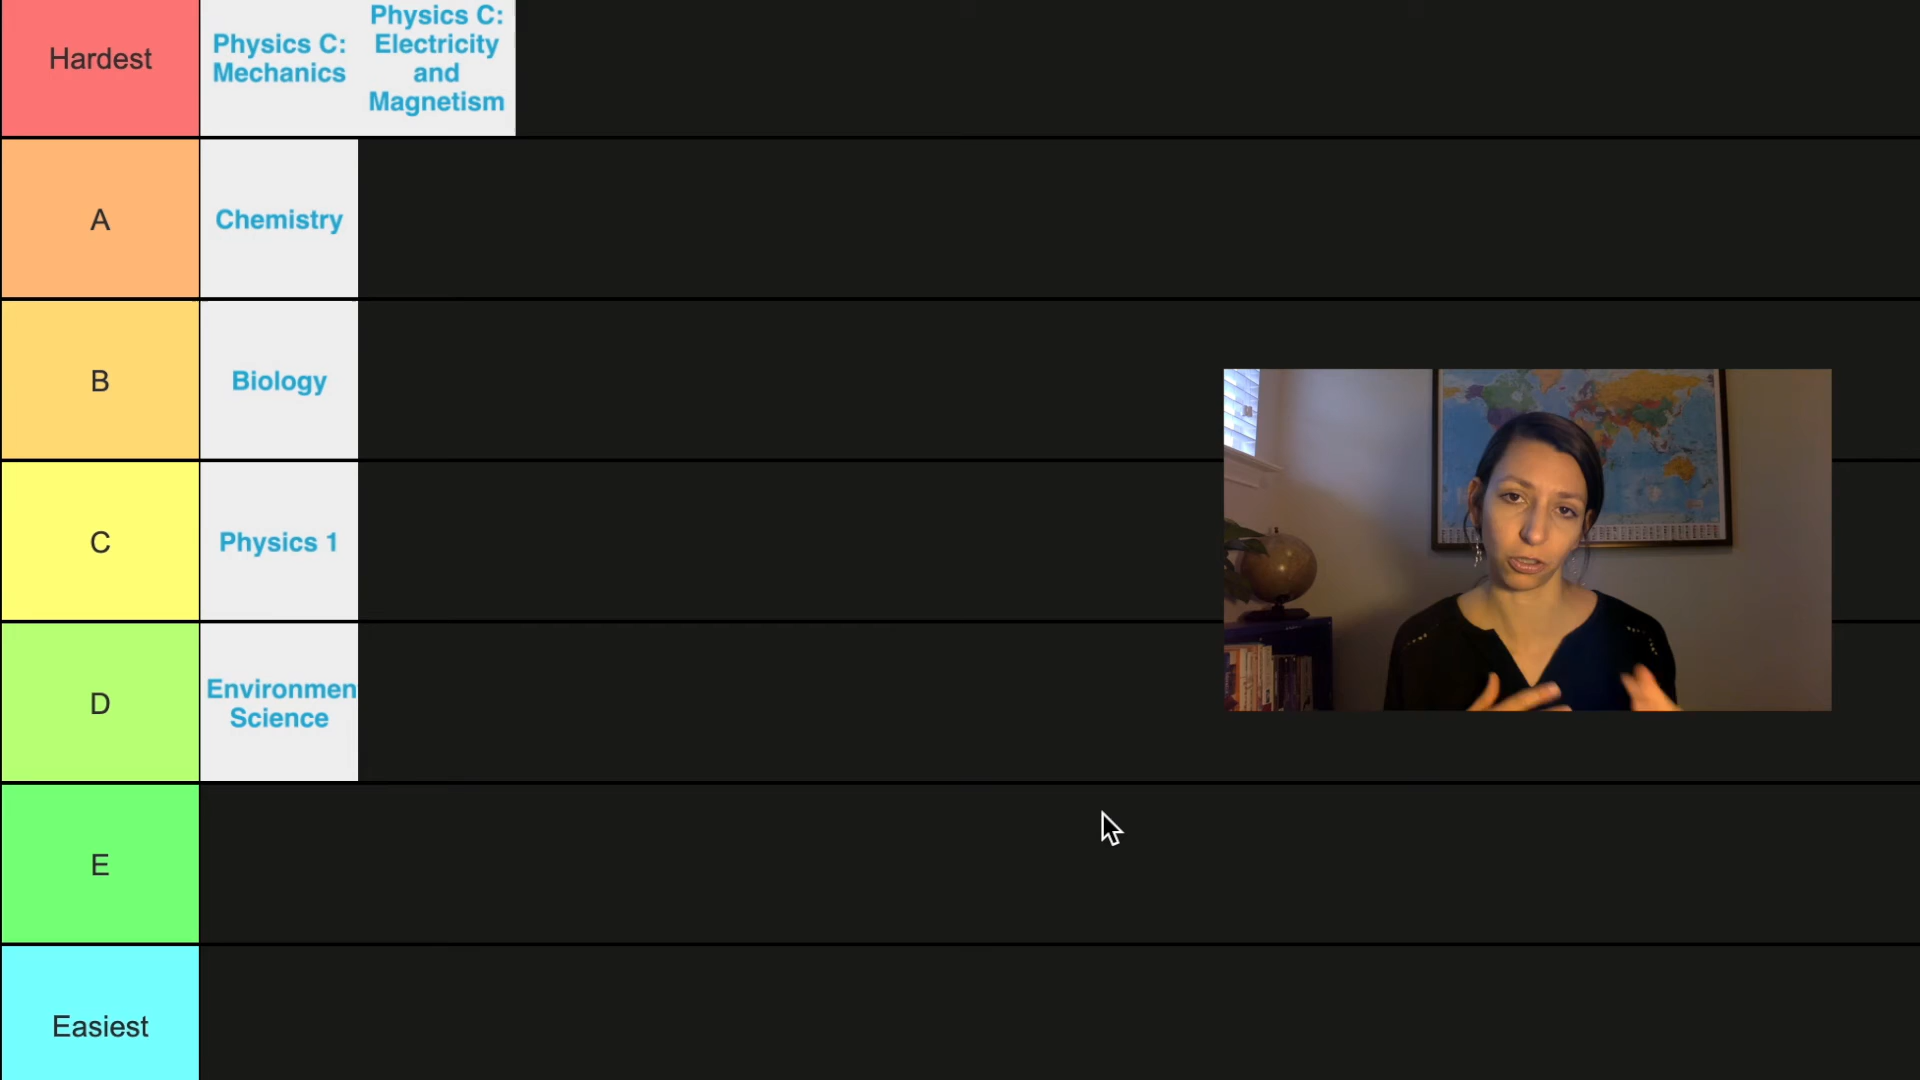 Hardest
Physics C:
Mechanics
Physics C:
Electricity
and
Magnetism
A
Chemistry
B
Biology
C
Physics 1
D
Environmen
Science
E
Easiest